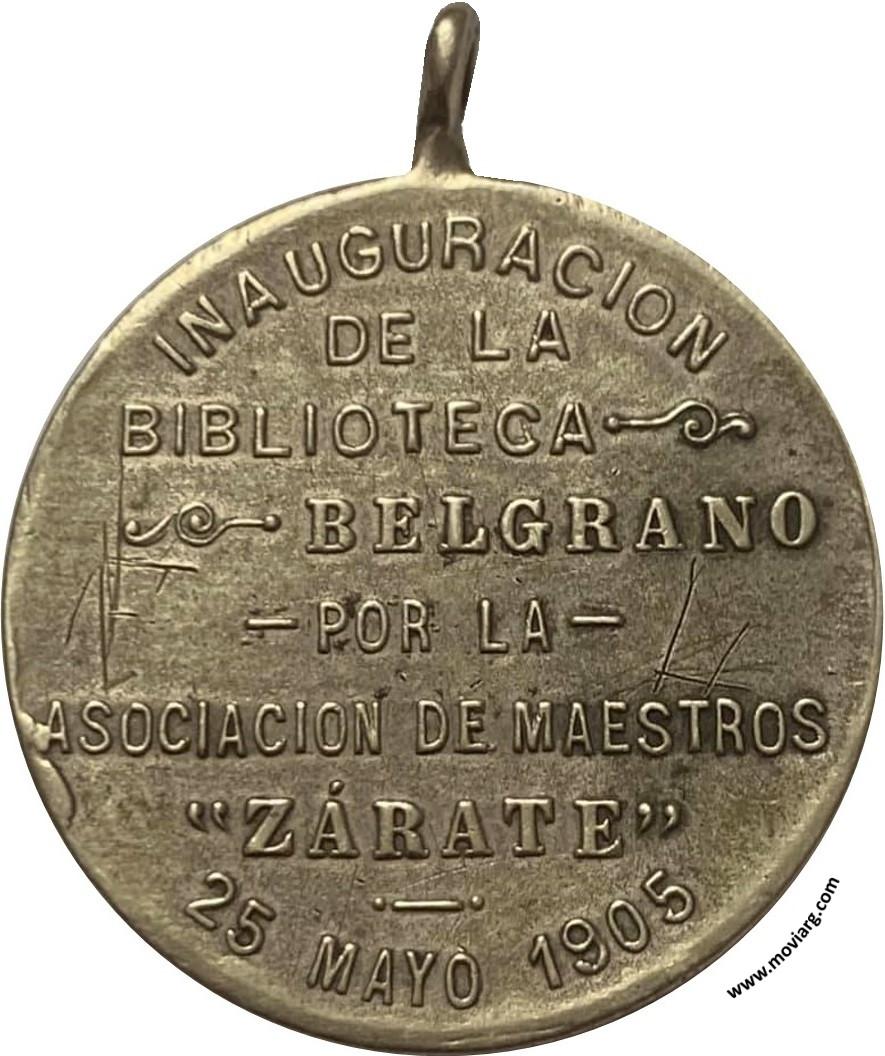 INAUGURACION
DE LA
BIBLIOTECA
BELGRANO
— POR LA —
ASOCIACION DE MAESTROS
"ZÁRATE"
25 MAYO 1905
www.moviarg.com